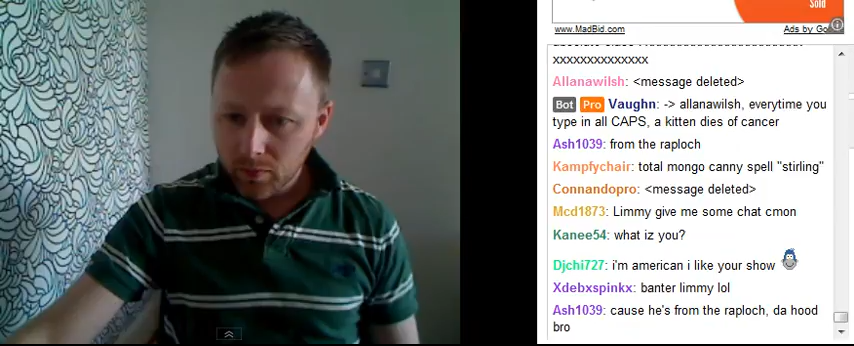 Sold
www.MadBid.com
Ads by Go
xxxxxxxxxxxxxx
Allanawilsh: <message deleted>
Bot Pro Vaughn: -> allanawilsh, everytime you
type in all CAPS, a kitten dies of cancer
Ash1039: from the raploch
Kampfychair: total mongo canny spell "stirling"
Connandopro: <message deleted>
Mcd1873: Limmy give me some chat cmon
Kanee54: what iz you?
Djchi727: i'm american i like your show
Xdebxspinkx: banter limmy lol
Ash1039: cause he's from the raploch, da hood
bro